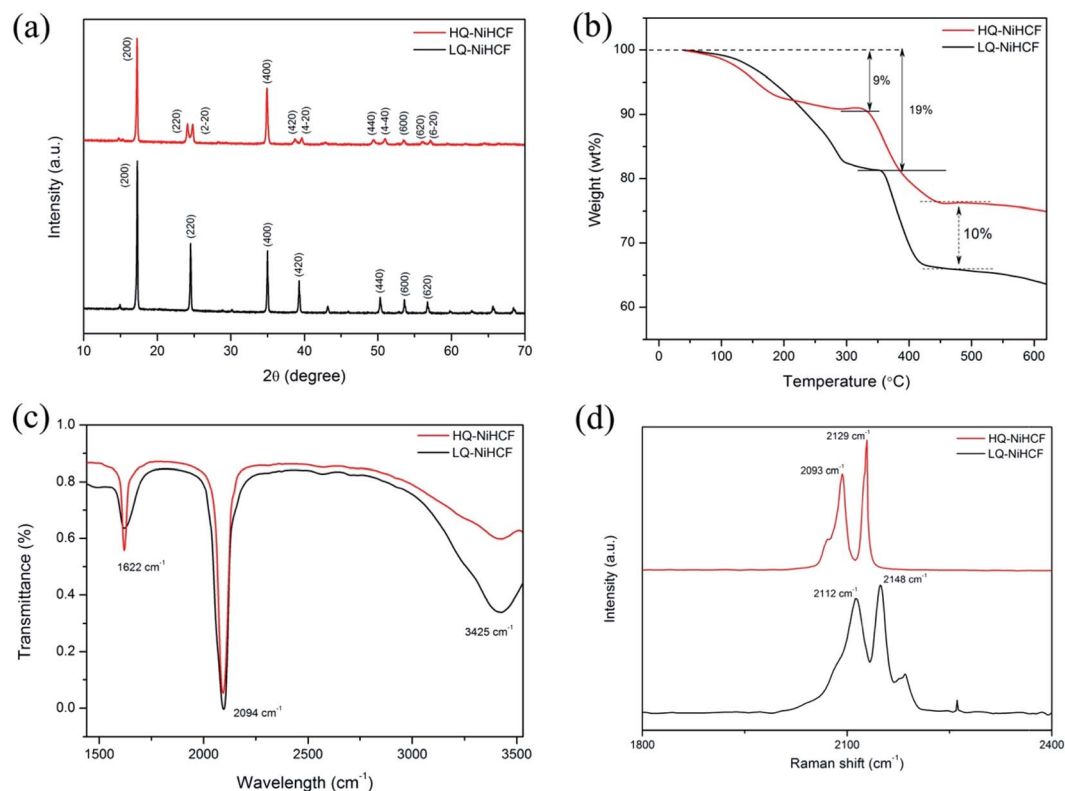 (a)
HQ-NiHCF
LQ-NiHCF
(200)
(220)
(2-20)
(400)
(420)
(4-20)
(440)
(4-40)
(600)
(620)
(6-20)
(200)
(220)
(400)
(420)
(440)
(600)
(620)
Intensity (a.u.)
10 20 30 40 50 60 70
2θ (degree)
(b)
HQ-NiHCF
LQ-NiHCF
9%
19%
10%
100
90
80
70
60
Weight (wt%)
0 100 200 300 400 500 600
Temperature (°C)
(c)
HQ-NiHCF
LQ-NiHCF
1622 cm⁻¹
2094 cm⁻¹
3425 cm⁻¹
1.0
0.8
0.6
0.4
0.2
0.0
Transmittance (%)
1500 2000 2500 3000 3500
Wavelength (cm⁻¹)
(d)
HQ-NiHCF
LQ-NiHCF
2129 cm⁻¹
2093 cm⁻¹
2148 cm⁻¹
2112 cm⁻¹
Intensity (a.u.)
1800 2100 2400
Raman shift (cm⁻¹)